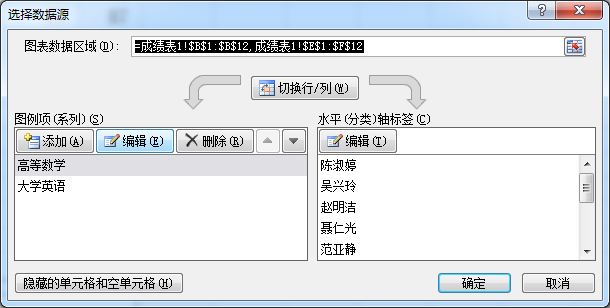 选择数据源
图表数据区域(D):
=成绩表1!$B$1:$B$12,成绩表1!$E$1:$F$12
切换行/列(W)
图例项(系列)(S)
水平(分类)轴标签(C)
添加(A)
编辑(E)
删除(R)
编辑(T)
高等数学
大学英语
陈淑婷
吴兴玲
赵明洁
聂仁光
范亚静
隐藏的单元格和空单元格(H)
确定
取消